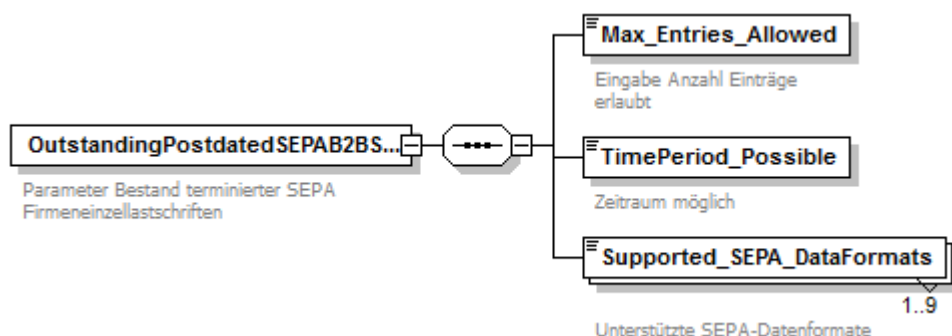 Max_Entries_Allowed
Eingabe Anzahl Einträge
erlaubt
OutstandingPostdatedSEPAB2BS...
Parameter Bestand terminierter SEPA
Firmeneinzellastschriften
TimePeriod_Possible
Zeitraum möglich
Supported_SEPA_DataFormats
1..9
Unterstützte SEPA-Datenformate